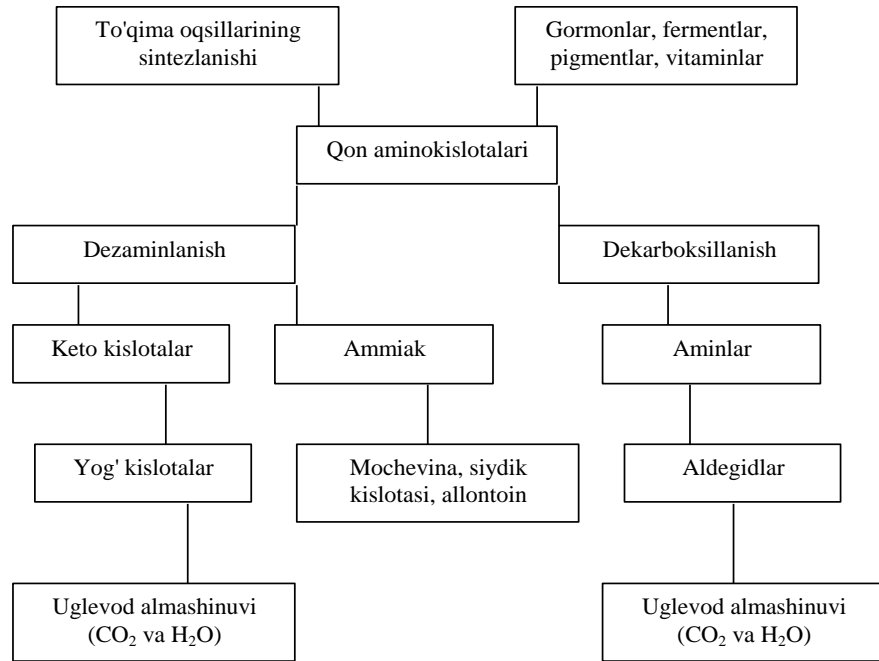 To'qima oqsillarining
sintezlanishi
Gormonlar, fermentlar,
pigmentlar, vitaminlar
Qon aminokislotalari
Dezaminlanish
Dekarboksillanish
Keto kislotalar
Ammiak
Aminlar
Yog' kislotalar
Mochevina, siydik
kislotasi, allontoin
Aldegidlar
Uglevod almashinuvi
(CO₂ va H₂O)
Uglevod almashinuvi
(CO₂ va H₂O)